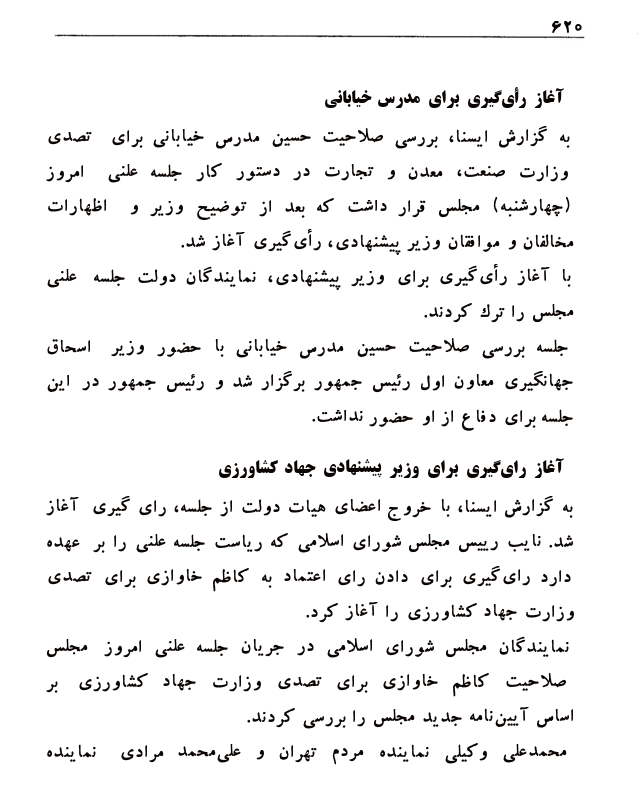 ۶۲۰
آغاز رأی‌گیری برای مدرس خیابانی
به گزارش ایسنا، بررسی صلاحیت حسین مدرس خیابانی برای تصدی
وزارت صنعت، معدن و تجارت در دستور کار جلسه علنی امروز
(چهارشنبه) مجلس قرار داشت که بعد از توضیح وزیر و اظهارات
مخالفان و موافقان وزیر پیشنهادی، رأی‌گیری آغاز شد.
با آغاز رأی‌گیری برای وزیر پیشنهادی، نمایندگان دولت جلسه علنی
مجلس را ترك کردند.
جلسه بررسی صلاحیت حسین مدرس خیابانی با حضور وزیر اسحاق
جهانگیری معاون اول رئیس جمهور برگزار شد و رئیس جمهور در این
جلسه برای دفاع از او حضور نداشت.
آغاز رای‌گیری برای وزیر پیشنهادی جهاد کشاورزی
به گزارش ایسنا، با خروج اعضای هیات دولت از جلسه، رای گیری آغاز
شد. نایب رییس مجلس شورای اسلامی که ریاست جلسه علنی را بر عهده
دارد رای‌گیری برای دادن رای اعتماد به کاظم خاوازی برای تصدی
وزارت جهاد کشاورزی را آغاز کرد.
نمایندگان مجلس شورای اسلامی در جریان جلسه علنی امروز مجلس
صلاحیت کاظم خاوازی برای تصدی وزارت جهاد کشاورزی بر
اساس آیین‌نامه جدید مجلس را بررسی کردند.
محمدعلی وکیلی نماینده مردم تهران و علی‌محمد مرادی نماینده